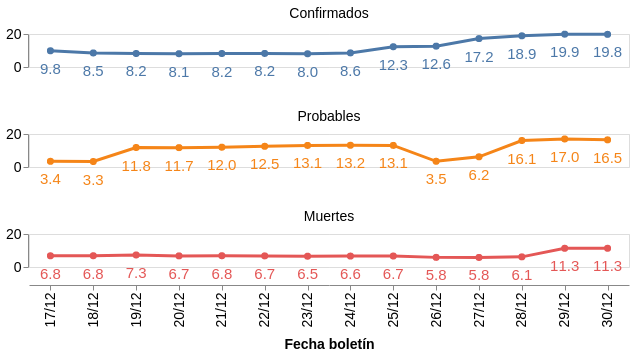 Confirmados
20
0
9.8 8.5 8.2 8.1 8.2 8.2 8.0 8.6 12.3 12.6 17.2 18.9 19.9 19.8
Probables
20
0
3.4 3.3 11.8 11.7 12.0 12.5 13.1 13.2 13.1 3.5 6.2 16.1 17.0 16.5
Muertes
20
0
6.8 6.8 7.3 6.7 6.8 6.7 6.5 6.6 6.7 5.8 5.8 6.1 11.3 11.3
17/12 18/12 19/12 20/12 21/12 22/12 23/12 24/12 25/12 26/12 27/12 28/12 29/12 30/12
Fecha boletín